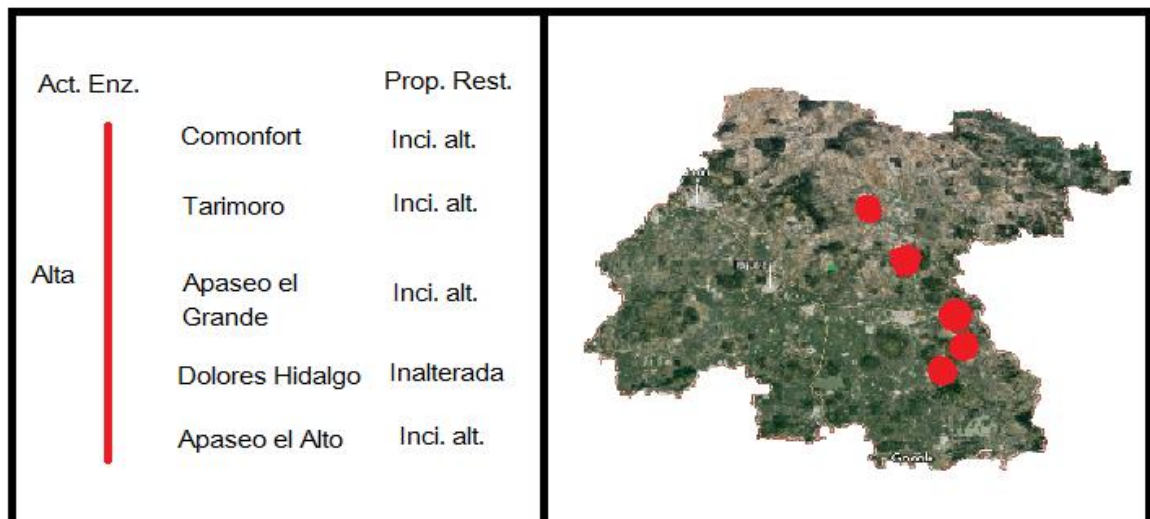 Act. Enz.
Prop. Rest.
Comonfort
Inci. alt.
Tarimoro
Inci. alt.
Alta
Apaseo el
Grande
Inci. alt.
Dolores Hidalgo
Inalterada
Apaseo el Alto
Inci. alt.
Google